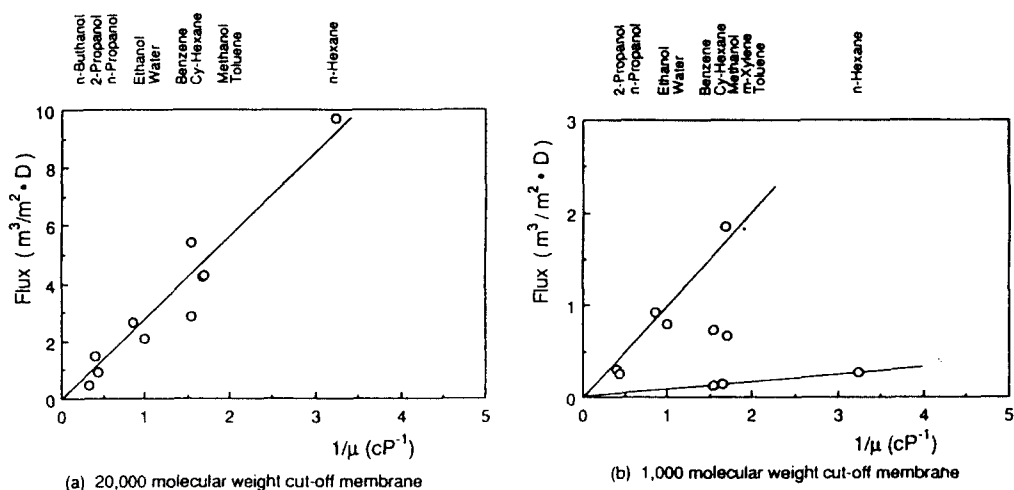 n-Buthanol
2-Propanol
n-Propanol
Ethanol
Water
Benzene
Cy-Hexane
Methanol
Toluene
n-Hexane
10
8
6
4
2
0
Flux ( m³/m² • D )
0 1 2 3 4 5
1/μ (cP⁻¹)
(a) 20,000 molecular weight cut-off membrane
2-Propanol
n-Propanol
Ethanol
Water
Benzene
Cy-Hexane
Methanol
m-Xylene
Toluene
n-Hexane
3
2
1
0
Flux ( m³/ m² • D )
0 1 2 3 4 5
1/μ (cP⁻¹)
(b) 1,000 molecular weight cut-off membrane